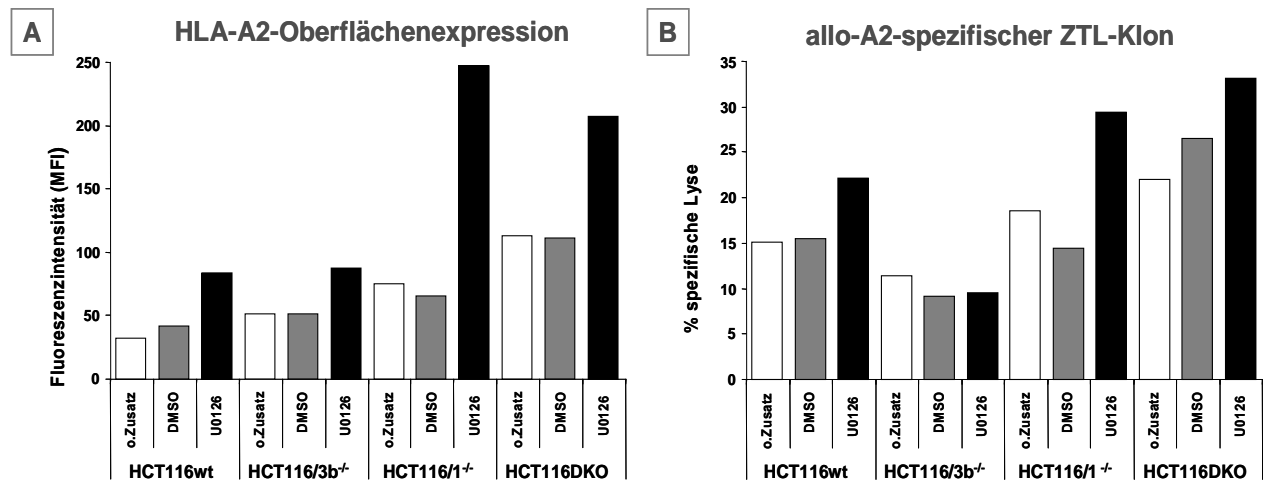 A
HLA-A2-Oberflächenexpression
Fluoreszenzintensität (MFI)
250
200
150
100
50
0
o.Zusatz
DMSO
U0126
o.Zusatz
DMSO
U0126
o.Zusatz
DMSO
U0126
o.Zusatz
DMSO
U0126
HCT116wt
HCT116/3b-/-
HCT116/1-/-
HCT116DKO
B
allo-A2-spezifischer ZTL-Klon
% spezifische Lyse
35
30
25
20
15
10
5
0
o.Zusatz
DMSO
U0126
o.Zusatz
DMSO
U0126
o.Zusatz
DMSO
U0126
o.Zusatz
DMSO
U0126
HCT116wt
HCT116/3b-/-
HCT116/1 -/-
HCT116DKO